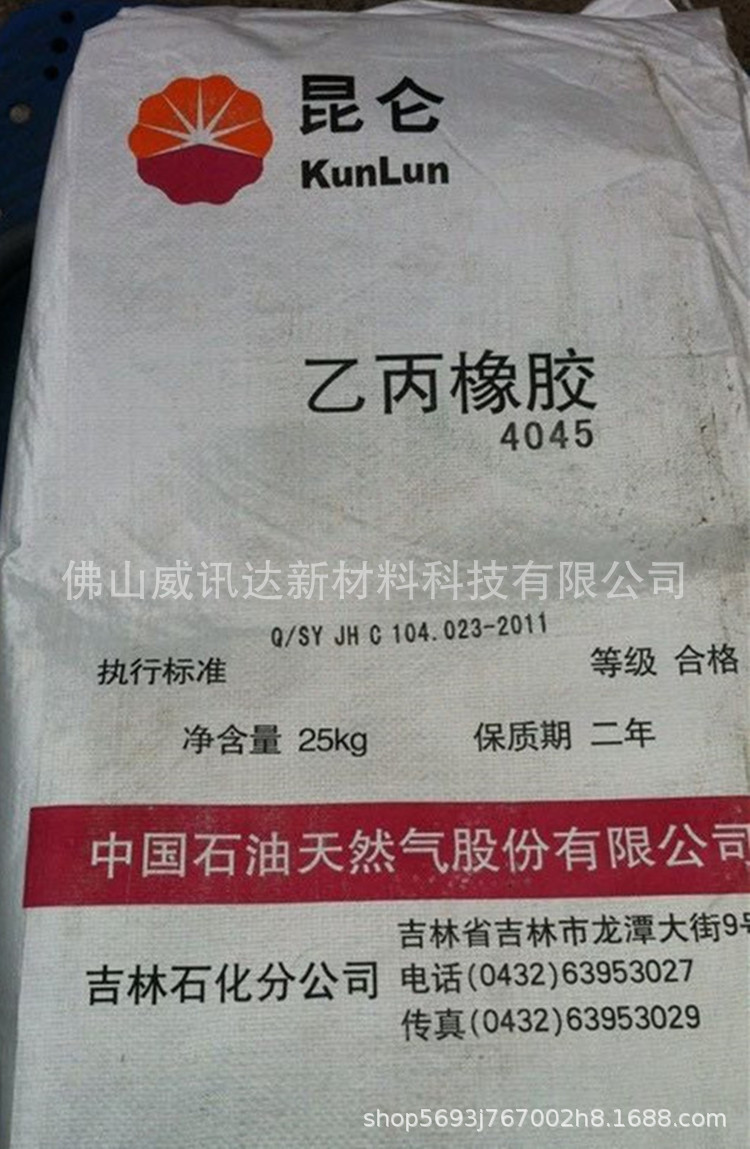 昆仑
KunLun
乙丙橡胶
4045
佛山威讯达新材料科技有限公司
执行标准 Q/SY JH C 104.023-2011 等级 合格
净含量 25kg 保质期 二年
中国石油天然气股份有限公司
吉林石化分公司
吉林省吉林市龙潭大街9号
电话(0432)63953027
传真(0432)63953029
shop5693j767002h8.1688.com